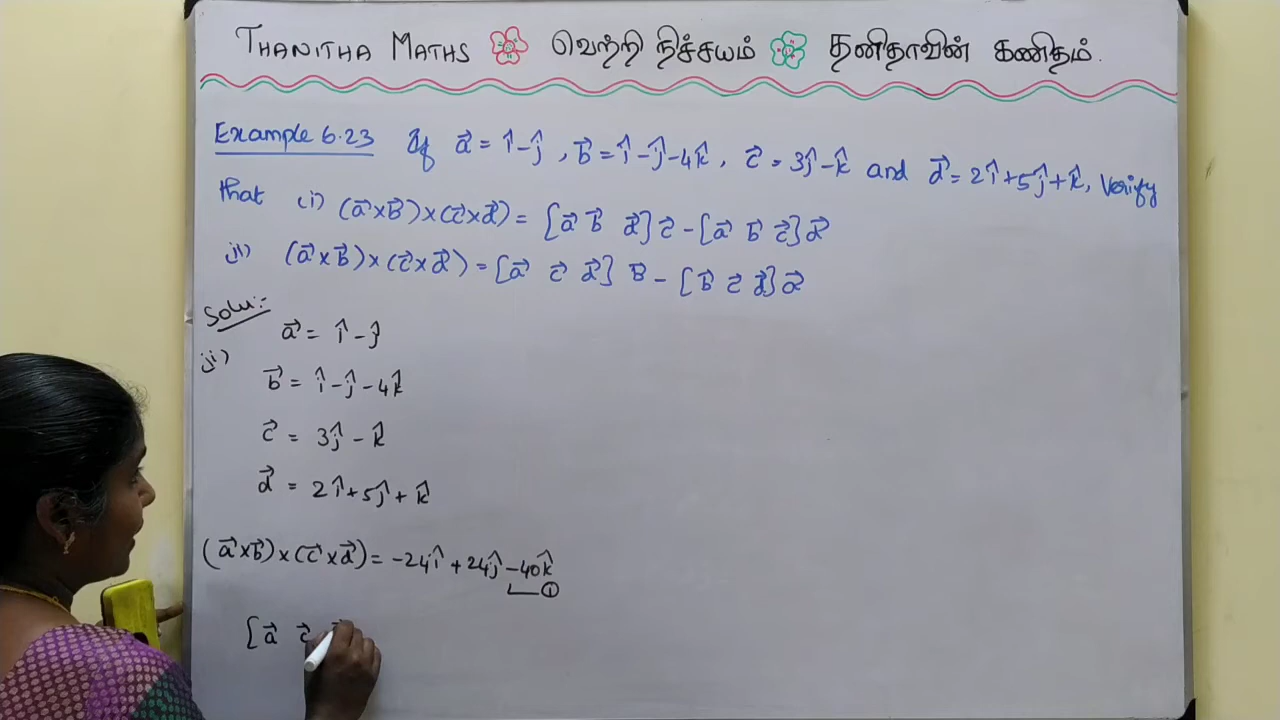 THANITHA MATHS வெற்றி நிச்சயம் தனிதாவின் கணிதம்.
Example 6.23 If a⃗ = î-ĵ, b⃗ = î-ĵ-4k̂, c⃗ = 3ĵ-k̂ and d⃗ = 2î+5ĵ+k̂, Verify
that (i) (a⃗×b⃗)×(c⃗×d⃗) = [a⃗ b⃗ d⃗]c⃗ - [a⃗ b⃗ c⃗]d⃗
ii) (a⃗×b⃗)×(c⃗×d⃗) = [a⃗ c⃗ d⃗] b⃗ - [b⃗ c⃗ d⃗]a⃗
Solu:-
ii) a⃗ = î-ĵ
b⃗ = î-ĵ-4k̂
c⃗ = 3ĵ-k̂
d⃗ = 2î+5ĵ+k̂
(a⃗×b⃗)×(c⃗×d⃗) = -24î+24ĵ-40k̂
①
[a⃗ c⃗